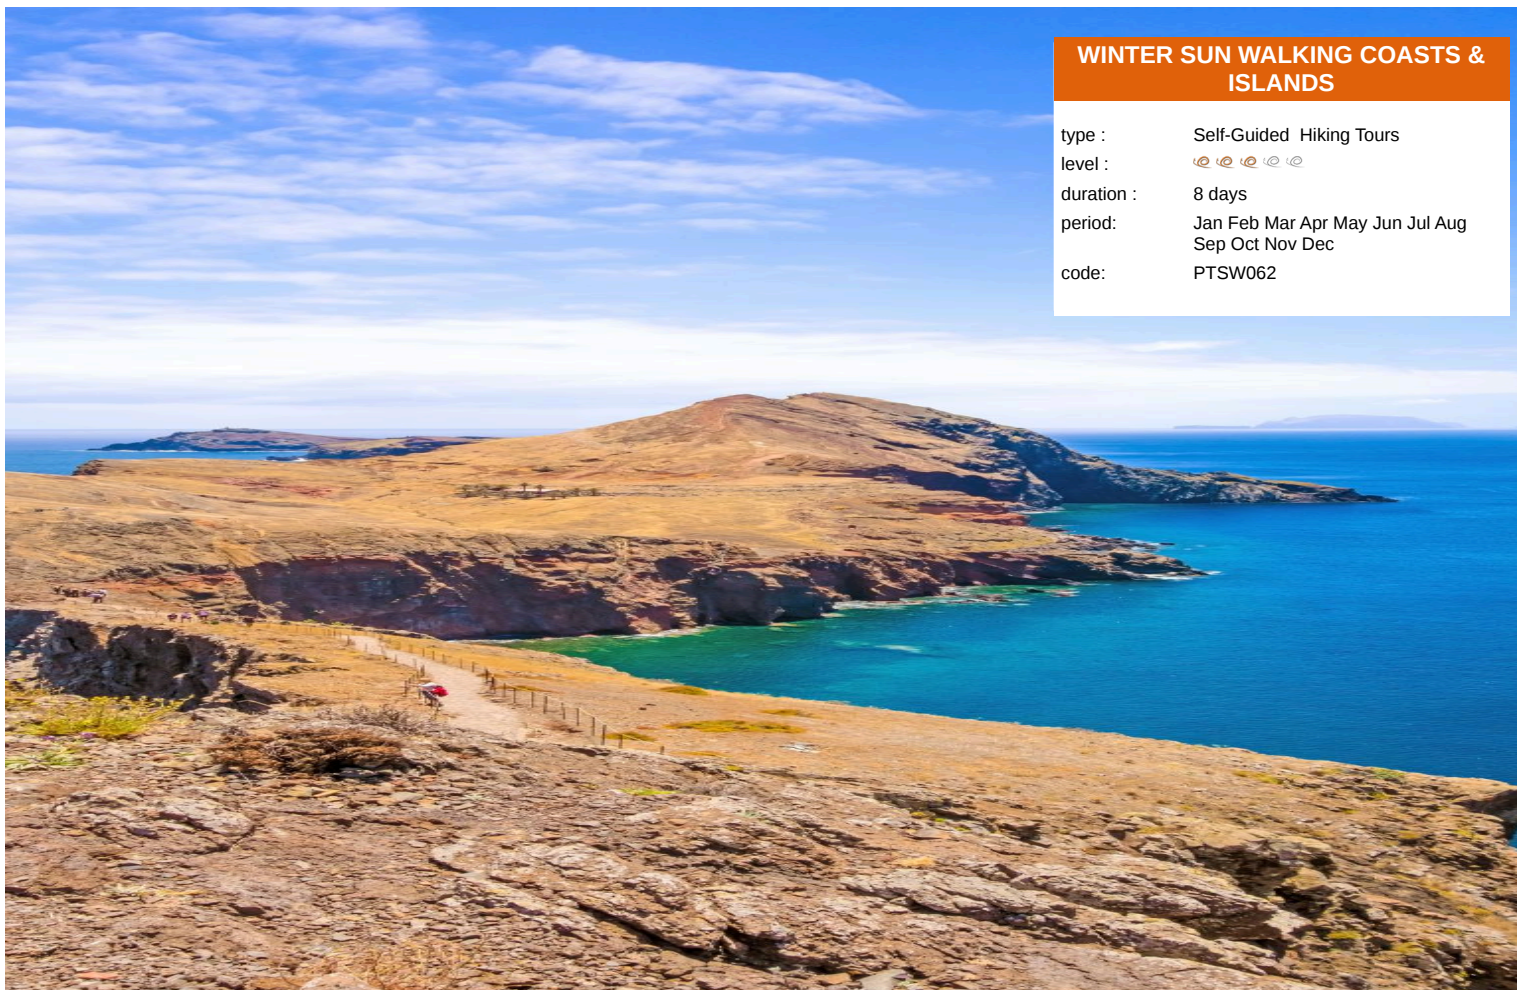 WINTER SUN WALKING COASTS &
ISLANDS
type : Self-Guided  Hiking Tours
level :
duration : 8 days
period: Jan Feb Mar Apr May Jun Jul Aug
Sep Oct Nov Dec
code: PTSW062